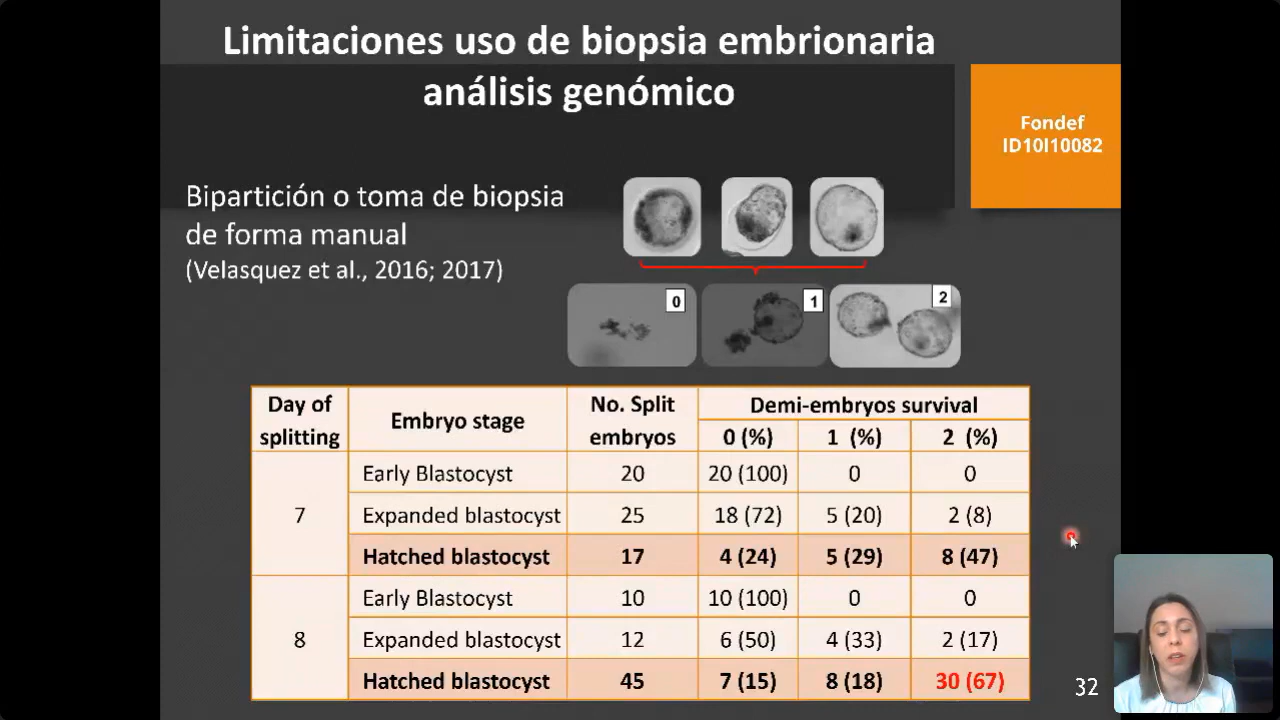 Limitaciones uso de biopsia embrionaria
análisis genómico
Fondef
ID10I10082
Bipartición o toma de biopsia
de forma manual
(Velasquez et al., 2016; 2017)
0
1
2
Day of splitting Embryo stage No. Split embryos Demi-embryos survival
0 (%) 1 (%) 2 (%)
7 Early Blastocyst 20 20 (100) 0 0
Expanded blastocyst 25 18 (72) 5 (20) 2 (8)
Hatched blastocyst 17 4 (24) 5 (29) 8 (47)
8 Early Blastocyst 10 10 (100) 0 0
Expanded blastocyst 12 6 (50) 4 (33) 2 (17)
Hatched blastocyst 45 7 (15) 8 (18) 30 (67)
32